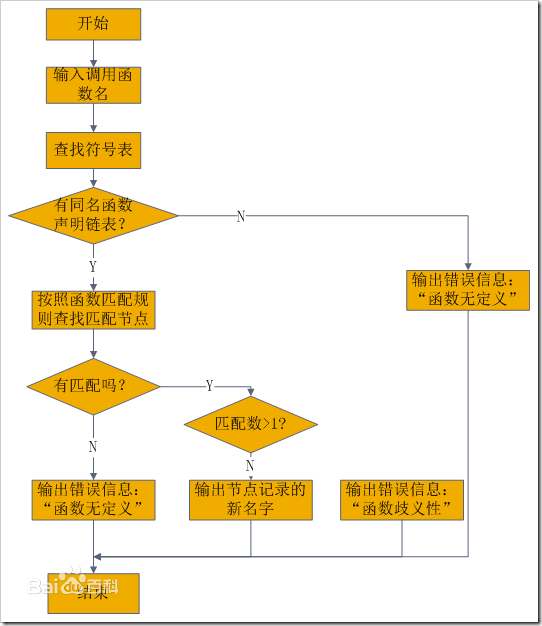 开始
输入调用函
数名
查找符号表
有同名函数
声明链表?
N
Y
输出错误信息:
“函数无定义”
按照函数匹配规
则查找匹配节点
有匹配吗?
Y
匹配数>1?
N
N
输出错误信息:
“函数无定义”
输出节点记录的
新名字
输出错误信息:
“函数歧义性”
Bai百科
结束